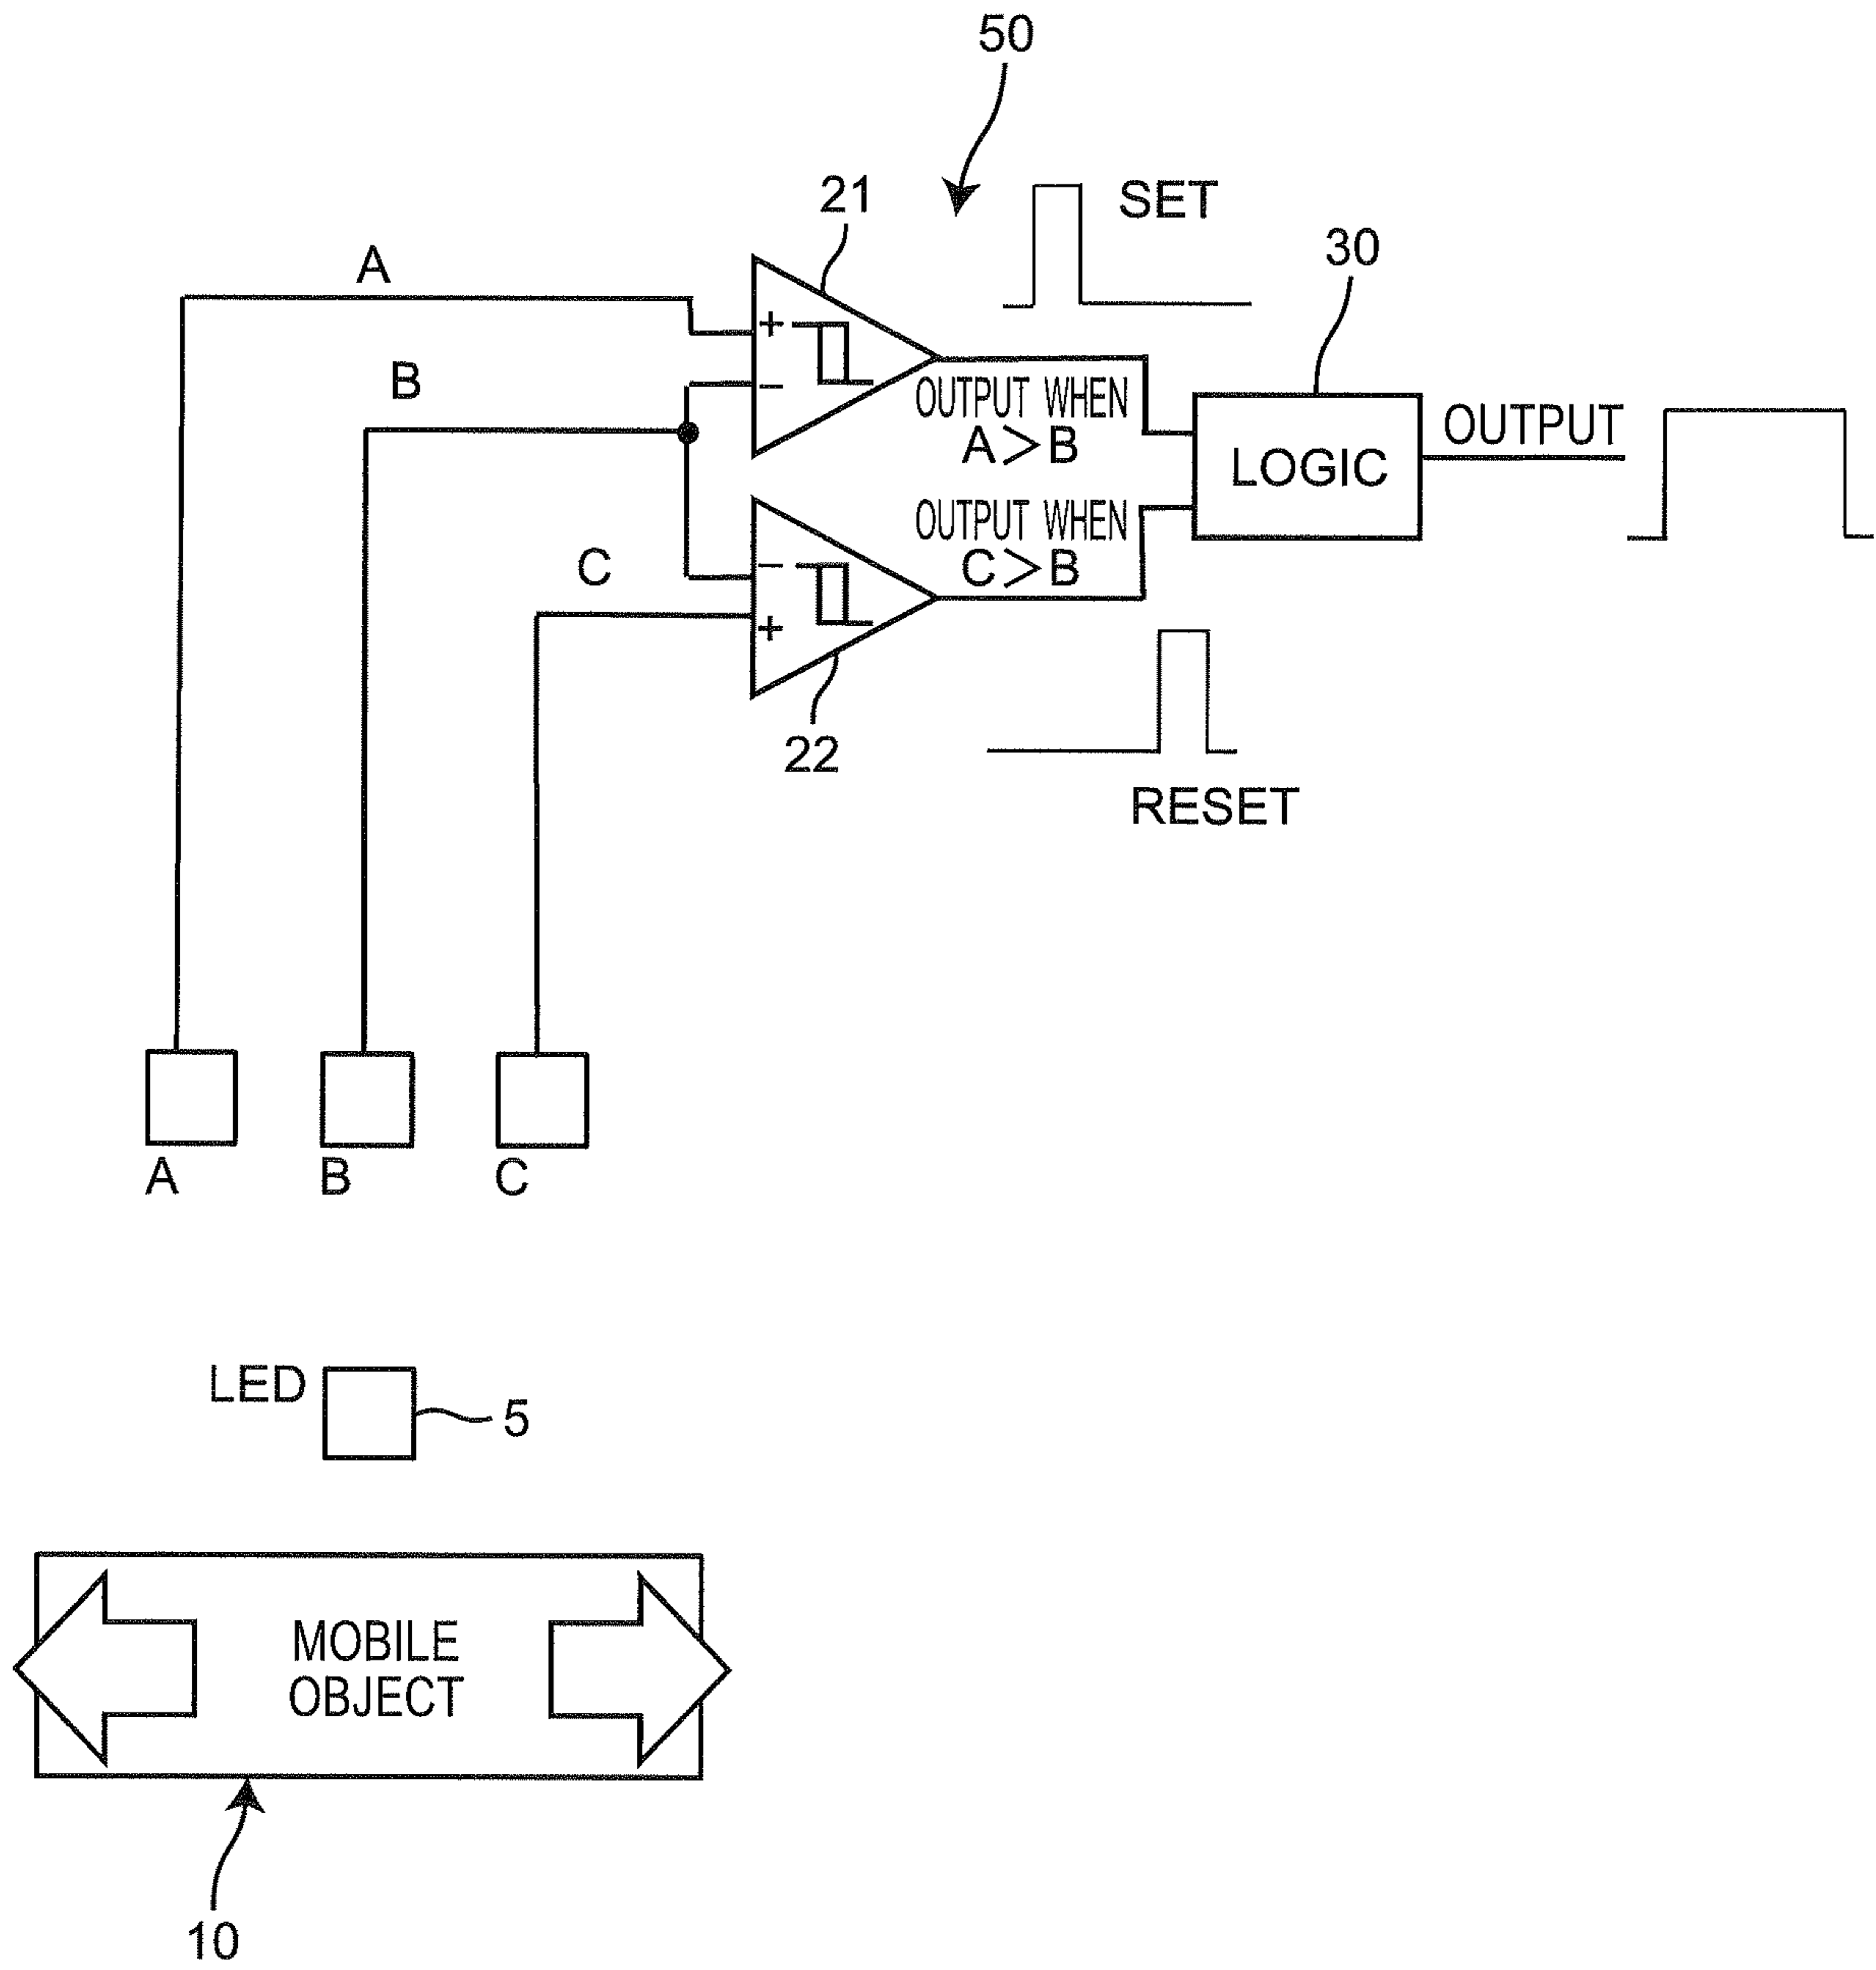 50
21
SET
30
A
+
−
B
OUTPUT WHEN
A>B
OUTPUT
LOGIC
OUTPUT WHEN
C>B
C
−
+
22
RESET
A
B
C
LED
5
MOBILE
OBJECT
10